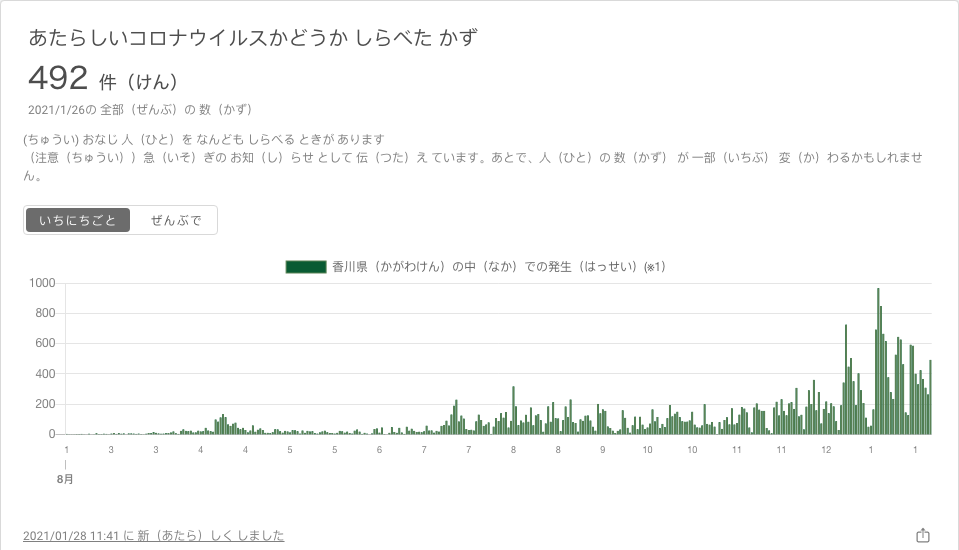 あたらしいコロナウイルスかどうか しらべた かず
492 件（けん）
2021/1/26の 全部（ぜんぶ）の 数（かず）
(ちゅうい) おなじ 人（ひと）を なんども しらべる ときが あります
（注意（ちゅうい））急（いそ）ぎの お知（し）らせ として 伝（つた）え ています。あとで、人（ひと）の 数（かず） が 一部（いちぶ） 変（か）わるかもしれませ
ん。
いちにちごと ぜんぶで
香川県（かがわけん）の中（なか）での発生（はっせい）(※1)
1000
800
600
400
200
0
1 3 3 4 4 5 5 6 7 7 8 8 9 10 10 11 11 12 1 1
8月
2021/01/28 11:41 に 新（あたら）しく しました